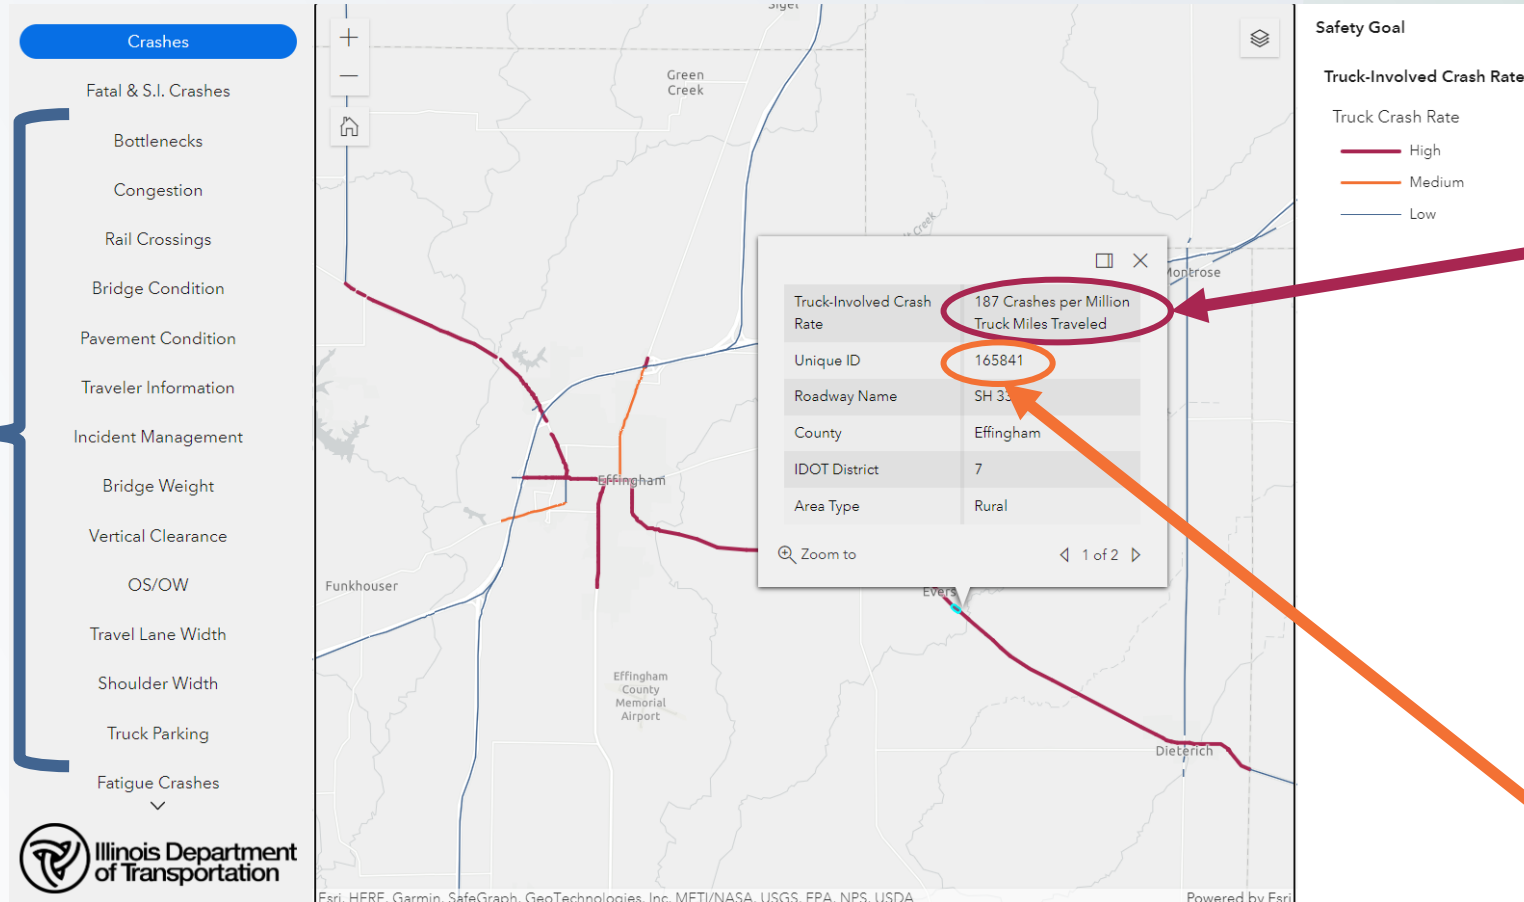 Crashes
Fatal & S.I. Crashes
Bottlenecks
Congestion
Rail Crossings
Bridge Condition
Pavement Condition
Traveler Information
Incident Management
Bridge Weight
Vertical Clearance
OS/OW
Travel Lane Width
Shoulder Width
Truck Parking
Fatigue Crashes
Illinois Department
of Transportation
Sigel
Green
Creek
Creek
Montrose
Effingham
Funkhouser
Evers
Effingham
County
Memorial
Airport
Dieterich
Truck-Involved Crash
Rate
187 Crashes per Million
Truck Miles Traveled
Unique ID
165841
Roadway Name
SH 33
County
Effingham
IDOT District
7
Area Type
Rural
Zoom to
1 of 2
Esri, HERE, Garmin, SafeGraph, GeoTechnologies, Inc, METI/NASA, USGS, EPA, NPS, USDA
Powered by Esri
Safety Goal
Truck-Involved Crash Rate
Truck Crash Rate
High
Medium
Low